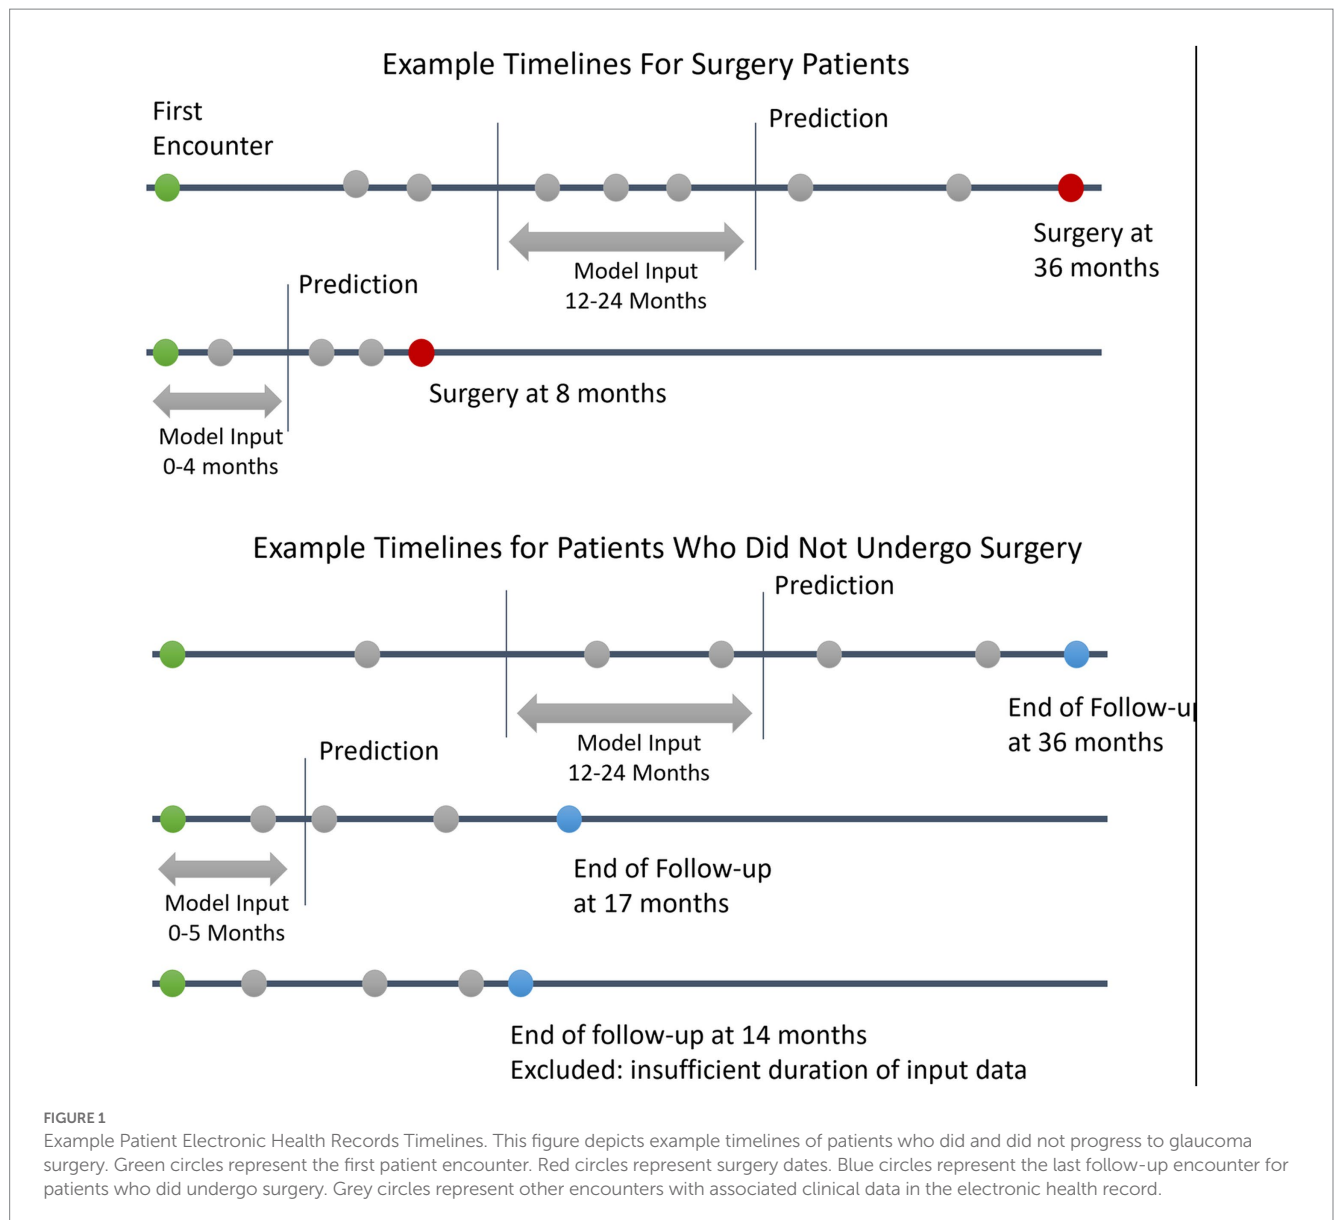 Example Timelines For Surgery Patients
First
Encounter
Prediction
Surgery at
36 months
Model Input
12-24 Months
Prediction
Surgery at 8 months
Model Input
0-4 months
Example Timelines for Patients Who Did Not Undergo Surgery
Prediction
End of Follow-up
at 36 months
Model Input
12-24 Months
Prediction
End of Follow-up
at 17 months
Model Input
0-5 Months
End of follow-up at 14 months
Excluded: insufficient duration of input data
FIGURE 1
Example Patient Electronic Health Records Timelines. This figure depicts example timelines of patients who did and did not progress to glaucoma
surgery. Green circles represent the first patient encounter. Red circles represent surgery dates. Blue circles represent the last follow-up encounter for
patients who did undergo surgery. Grey circles represent other encounters with associated clinical data in the electronic health record.